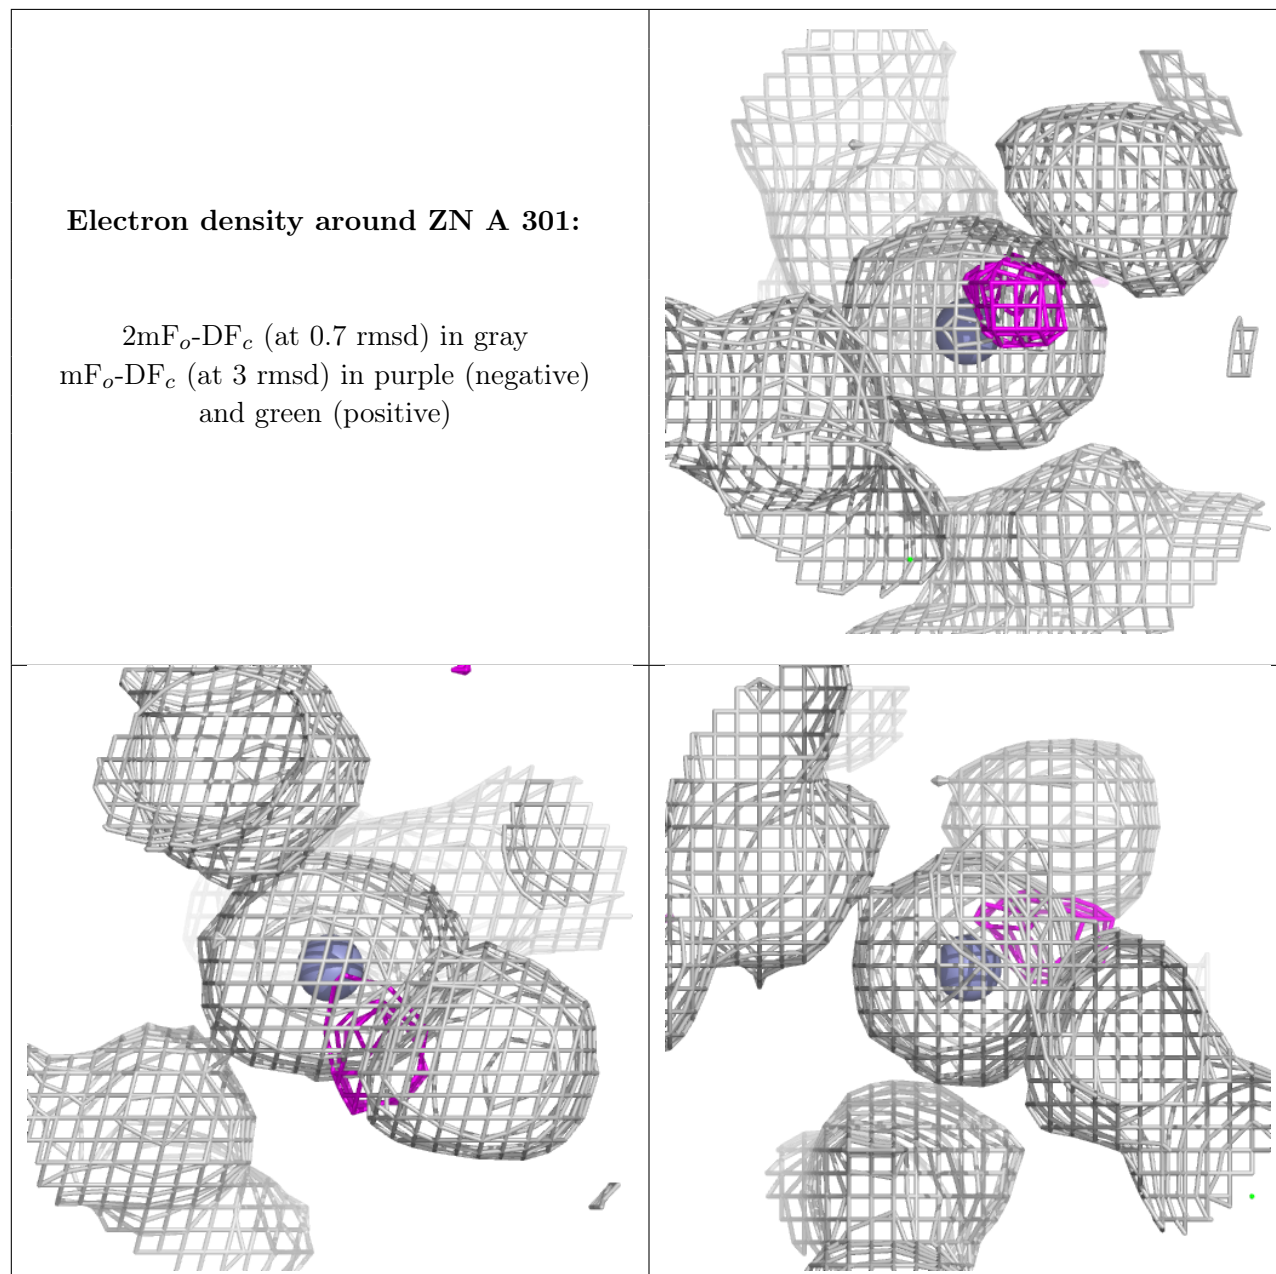 Electron density around ZN A 301:
2mFo-DFc (at 0.7 rmsd) in gray
mFo-DFc (at 3 rmsd) in purple (negative)
and green (positive)